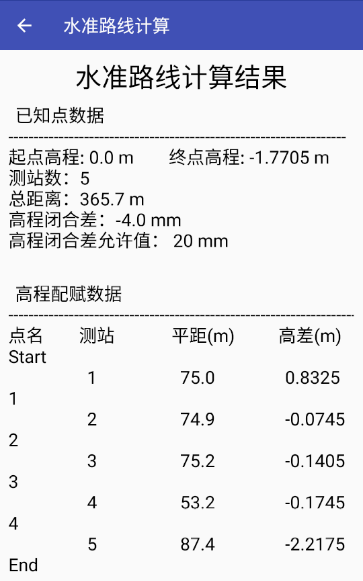 水准路线计算
水准路线计算结果
已知点数据
起点高程: 0.0 m 终点高程: -1.7705 m
测站数：5
总距离：365.7 m
高程闭合差：-4.0 mm
高程闭合差允许值： 20 mm
高程配赋数据
点名 测站 平距(m) 高差(m)
Start
1 75.0 0.8325
1
2 74.9 -0.0745
2
3 75.2 -0.1405
3
4 53.2 -0.1745
4
5 87.4 -2.2175
End